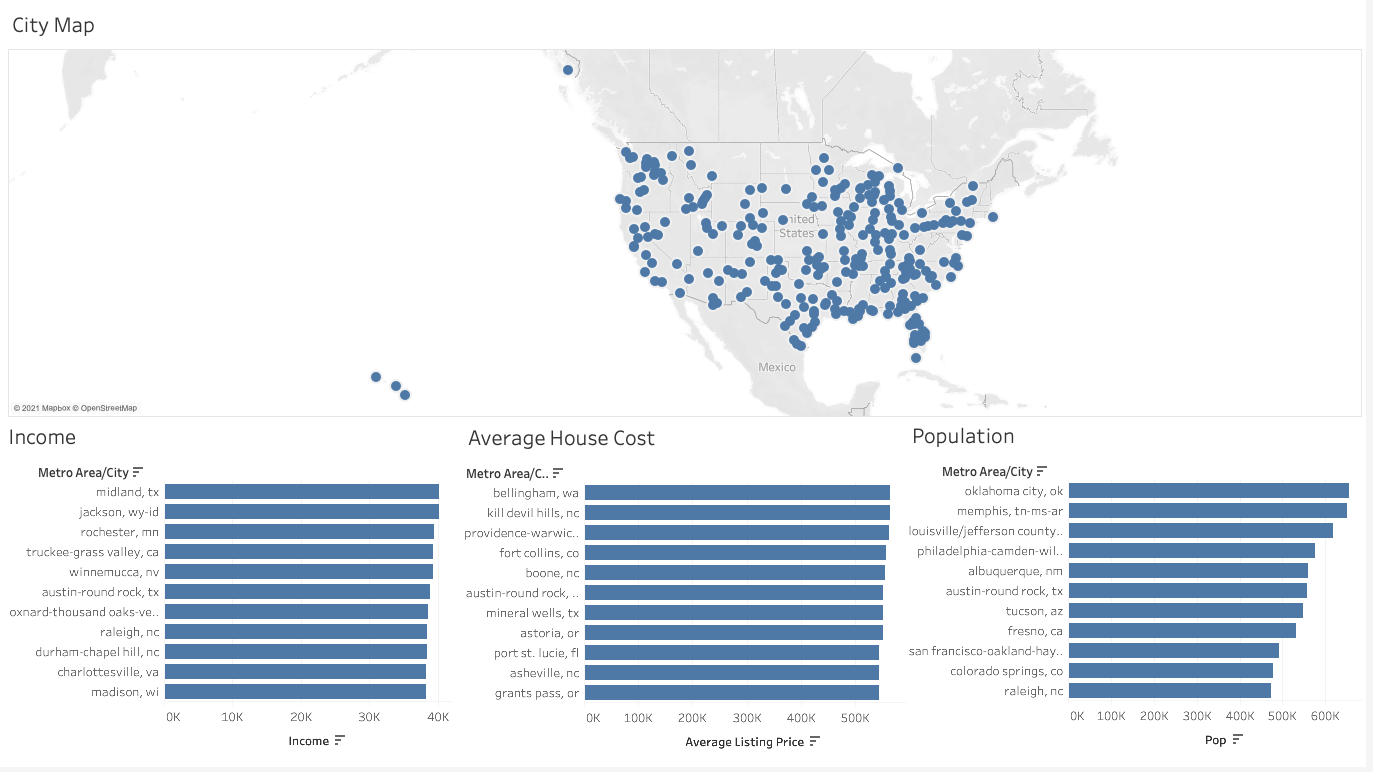 City Map
United
States
Mexico
© 2021 Mapbox © OpenStreetMap
Income
Metro Area/City
midland, tx
jackson, wy-id
rochester, mn
truckee-grass valley, ca
winnemucca, nv
austin-round rock, tx
oxnard-thousand oaks-ve..
raleigh, nc
durham-chapel hill, nc
charlottesville, va
madison, wi
0K 10K 20K 30K 40K
Income
Average House Cost
Metro Area/C..
bellingham, wa
kill devil hills, nc
providence-warwic..
fort collins, co
boone, nc
austin-round rock, ..
mineral wells, tx
astoria, or
port st. lucie, fl
asheville, nc
grants pass, or
0K 100K 200K 300K 400K 500K
Average Listing Price
Population
Metro Area/City
oklahoma city, ok
memphis, tn-ms-ar
louisville/jefferson county..
philadelphia-camden-wil..
albuquerque, nm
austin-round rock, tx
tucson, az
fresno, ca
san francisco-oakland-hay..
colorado springs, co
raleigh, nc
0K 100K 200K 300K 400K 500K 600K
Pop